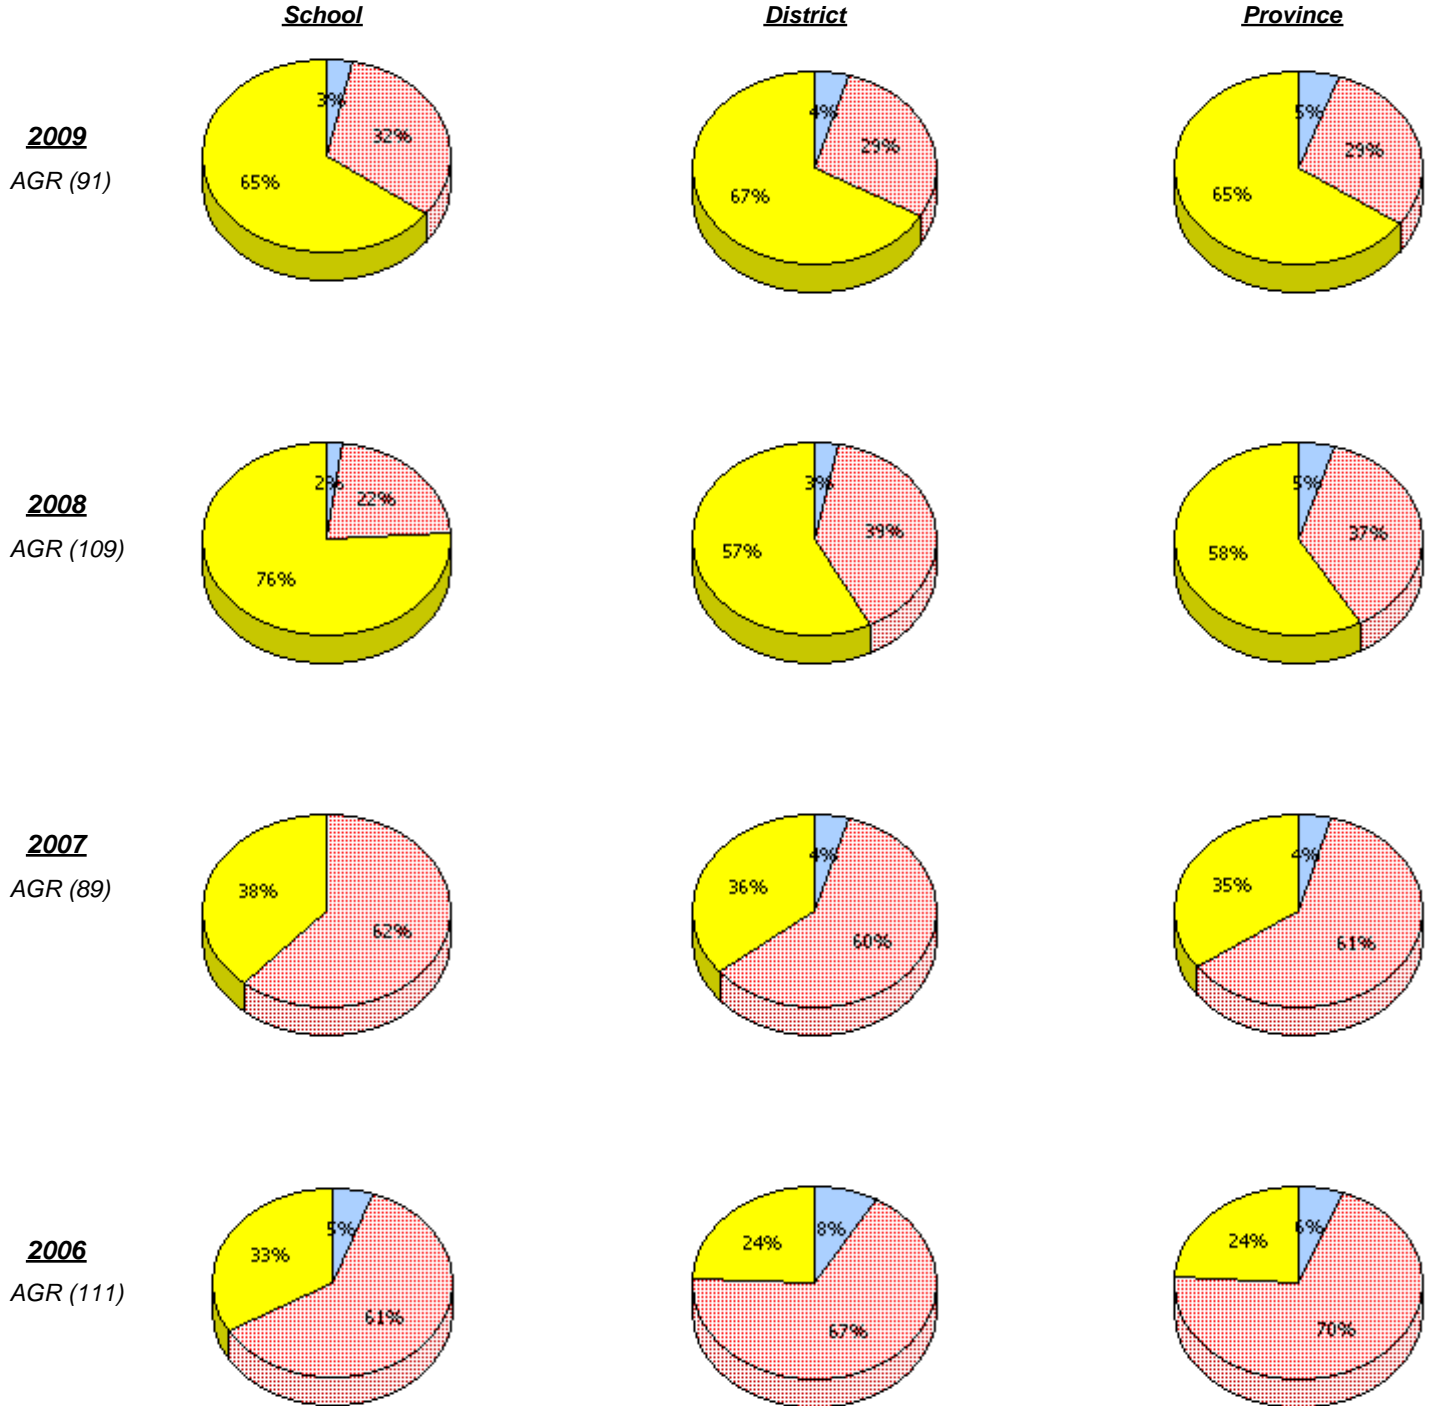 School District Province
2009
AGR (91)
3% 32% 65%
4% 29% 67%
5% 29% 65%
2008
AGR (109)
2% 22% 76%
3% 39% 57%
5% 37% 58%
2007
AGR (89)
38% 62%
4% 36% 60%
4% 35% 61%
2006
AGR (111)
5% 33% 61%
8% 24% 67%
6% 24% 70%